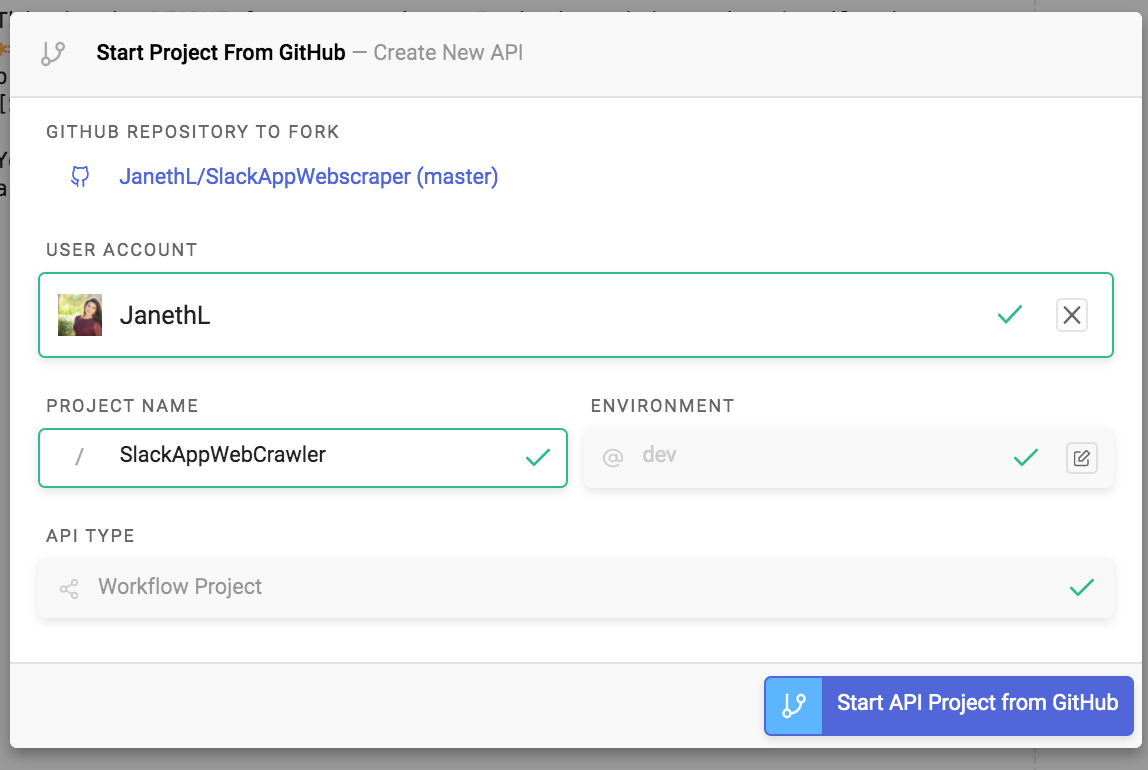 Start Project From GitHub — Create New API
GITHUB REPOSITORY TO FORK
JanethL/SlackAppWebscraper (master)
USER ACCOUNT
JanethL
PROJECT NAME
ENVIRONMENT
/ SlackAppWebCrawler
@ dev
API TYPE
Workflow Project
Start API Project from GitHub